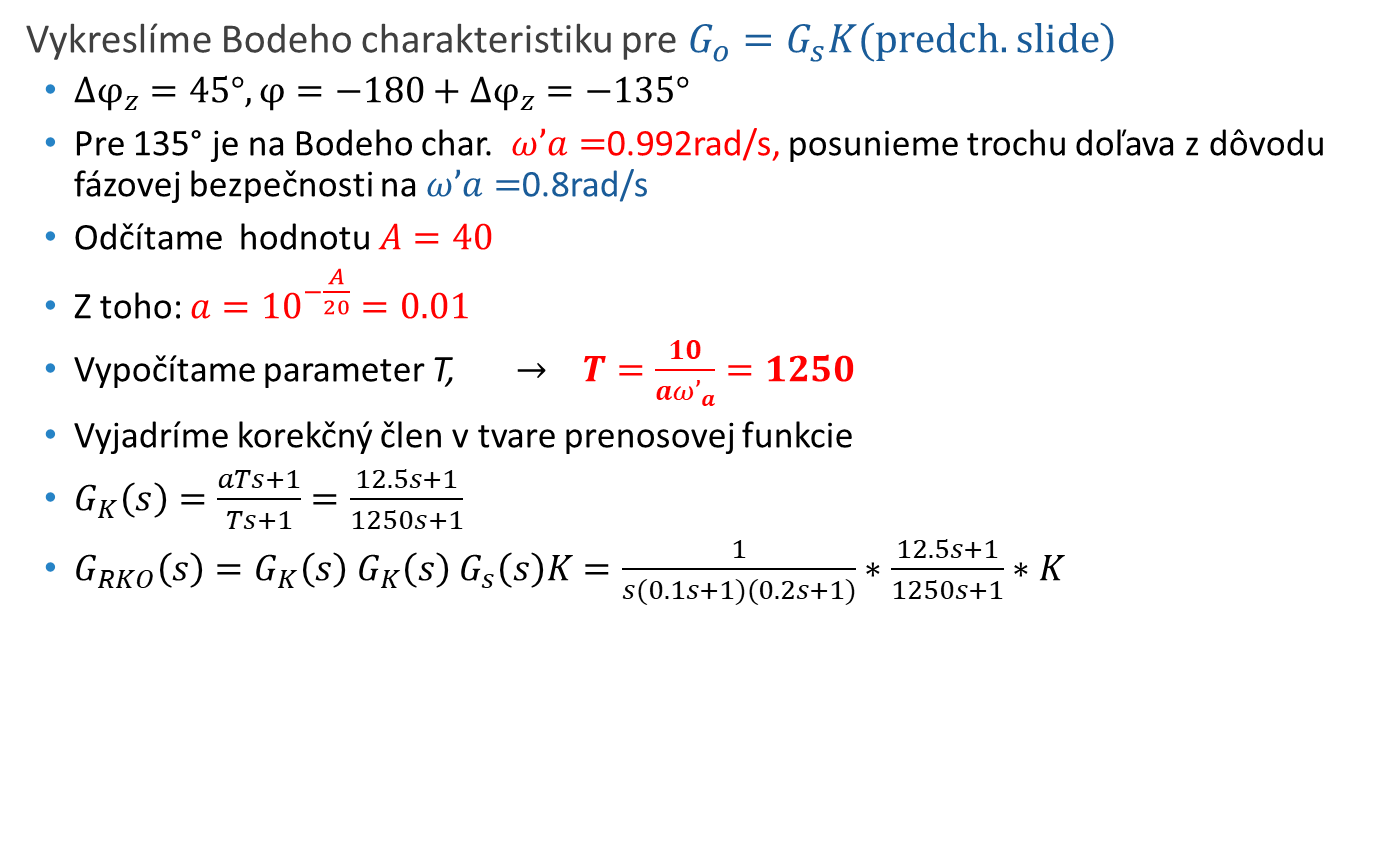 Vykreslíme Bodeho charakteristiku pre G_o = G_s K(predch. slide)
• Δφ_z = 45°, φ = −180 + Δφ_z = −135°
• Pre 135° je na Bodeho char. ω’a =0.992rad/s, posunieme trochu doľava z dôvodu
fázovej bezpečnosti na ω’a =0.8rad/s
• Odčítame hodnotu A = 40
• Z toho: a = 10^(−A/20) = 0.01
• Vypočítame parameter T, → T = 10/(aω’_a) = 1250
• Vyjadríme korekčný člen v tvare prenosovej funkcie
• G_K(s) = (aTs+1)/(Ts+1) = (12.5s+1)/(1250s+1)
• G_RKO(s) = G_K(s) G_K(s) G_s(s)K = 1/(s(0.1s+1)(0.2s+1)) * (12.5s+1)/(1250s+1) * K